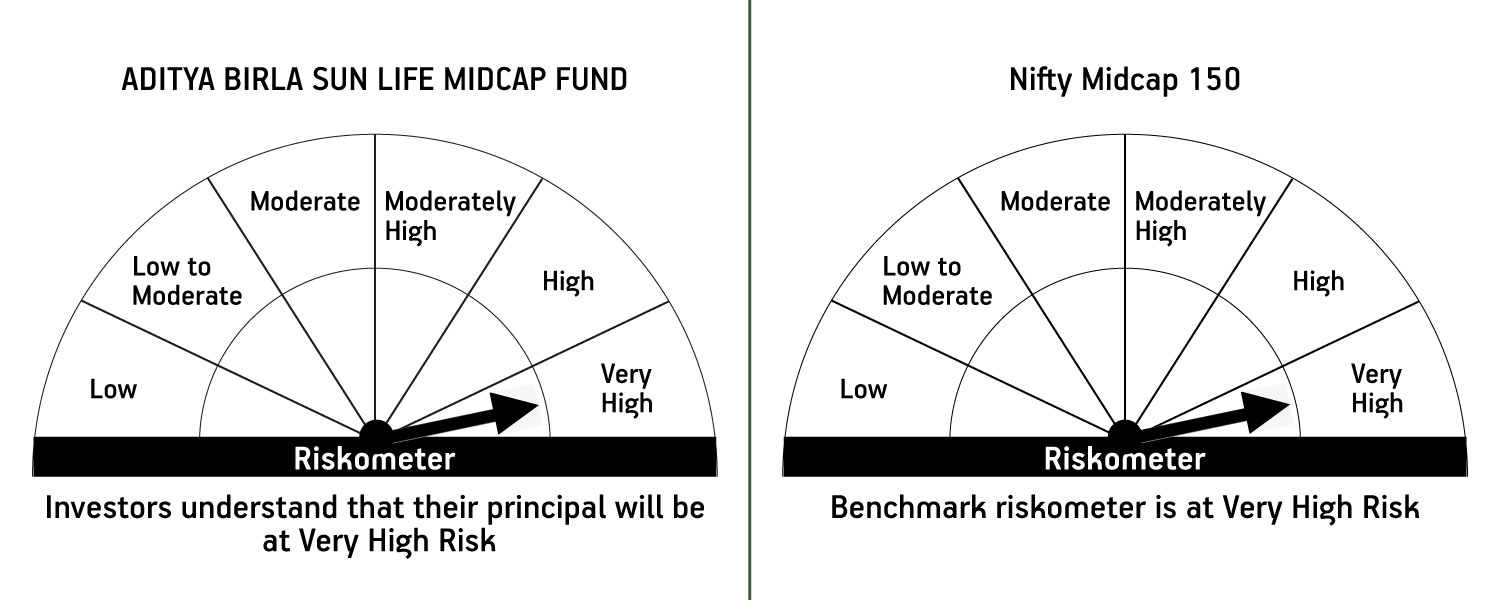 ADITYA BIRLA SUN LIFE MIDCAP FUND
Moderate
Moderately
High
Low to
Moderate
High
Low
Very
High
Riskometer
Investors understand that their principal will be
at Very High Risk
Nifty Midcap 150
Moderate
Moderately
High
Low to
Moderate
High
Low
Very
High
Riskometer
Benchmark riskometer is at Very High Risk